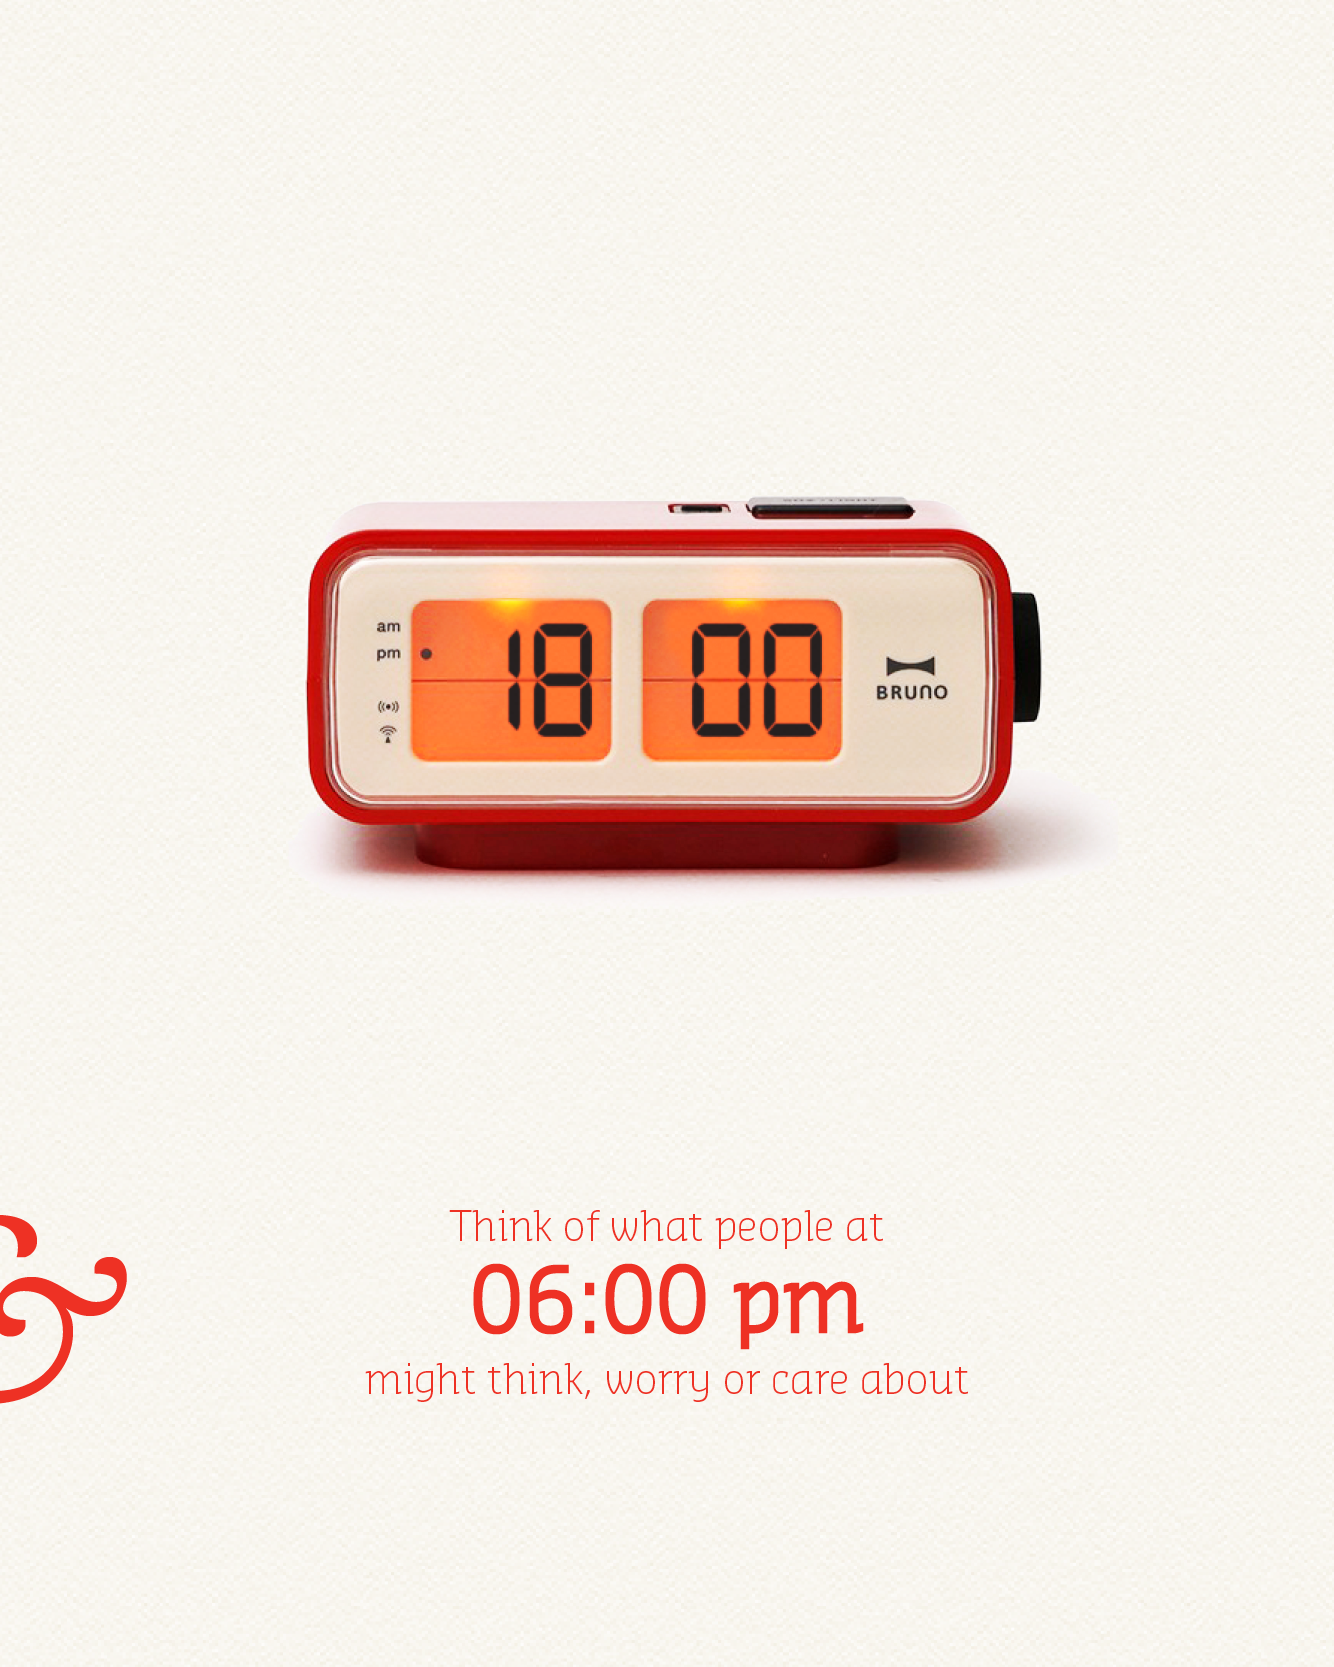 am
pm
18 00
BRUNO
&
Think of what people at
06:00 pm
might think, worry or care about